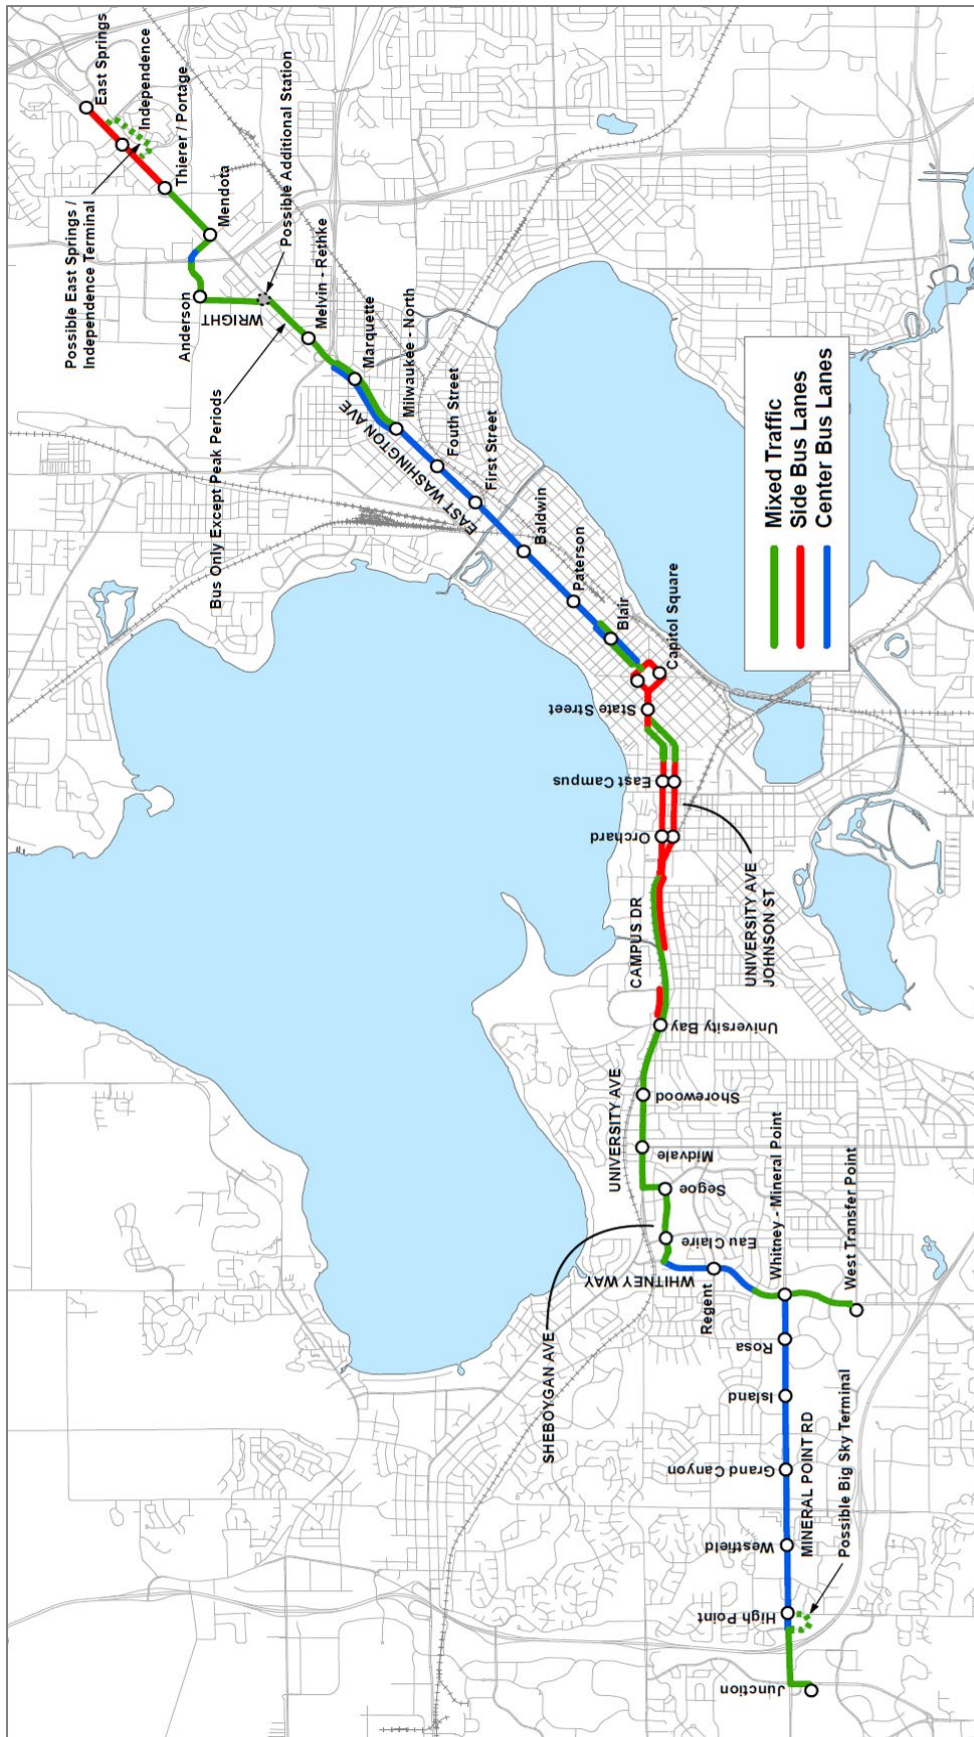 East Springs
Independence
Thierer / Portage
Possible East Springs /
Independence Terminal
Mendota
Possible Additional Station
Anderson
WRIGHT
Melvin - Rethke
Bus Only Except Peak Periods
Marquette
Milwaukee - North
EAST WASHINGTON AVE
Fouth Street
First Street
Baldwin
Paterson
Blair
Capitol Square
State Street
East Campus
Orchard
UNIVERSITY AVE
JOHNSON ST
CAMPUS DR
University Bay
Shorewood
UNIVERSITY AVE
Midvale
Segoe
Eau Claire
SHEBOYGAN AVE
WHITNEY WAY
Regent
Whitney - Mineral Point
West Transfer Point
Rosa
Island
Grand Canyon
MINERAL POINT RD
Westfield
Possible Big Sky Terminal
High Point
Junction
Mixed Traffic
Side Bus Lanes
Center Bus Lanes